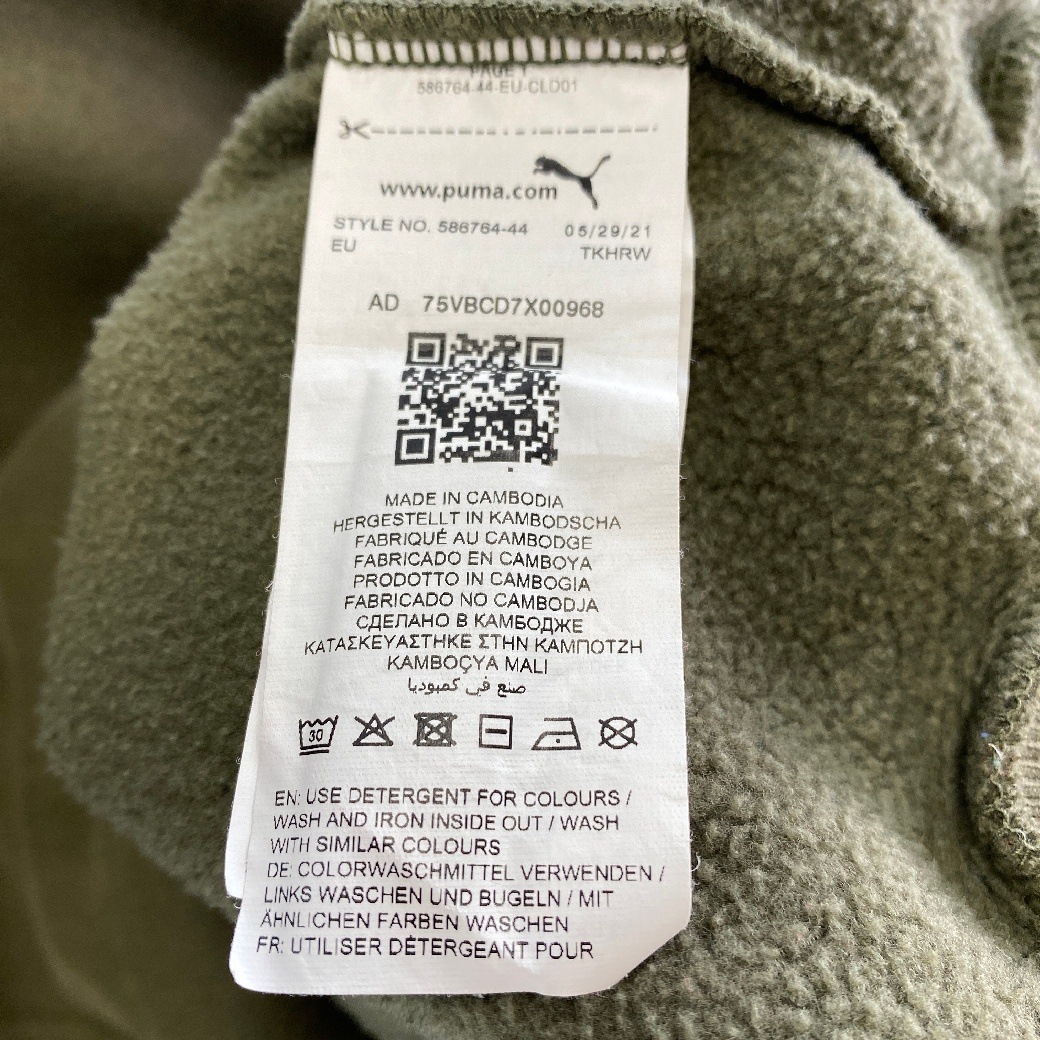 PAGE 1
586764-44-EU-CLD01
www.puma.com
STYLE NO. 586764-44 05/29/21
EU TKHRW
AD 75VBCD7X00968
MADE IN CAMBODIA
HERGESTELLT IN KAMBODSCHA
FABRIQUÉ AU CAMBODGE
FABRICADO EN CAMBOYA
PRODOTTO IN CAMBOGIA
FABRICADO NO CAMBODJA
СДЕЛАНО В КАМБОДЖЕ
ΚΑΤΑΣΚΕΥΑΣΤΗΚΕ ΣΤΗΝ ΚΑΜΠΟΤΖΗ
KAMBOÇYA MALI
صنع في كمبوديا
30
EN: USE DETERGENT FOR COLOURS /
WASH AND IRON INSIDE OUT / WASH
WITH SIMILAR COLOURS
DE: COLORWASCHMITTEL VERWENDEN /
LINKS WASCHEN UND BUGELN / MIT
ÄHNLICHEN FARBEN WASCHEN
FR: UTILISER DÉTERGEANT POUR